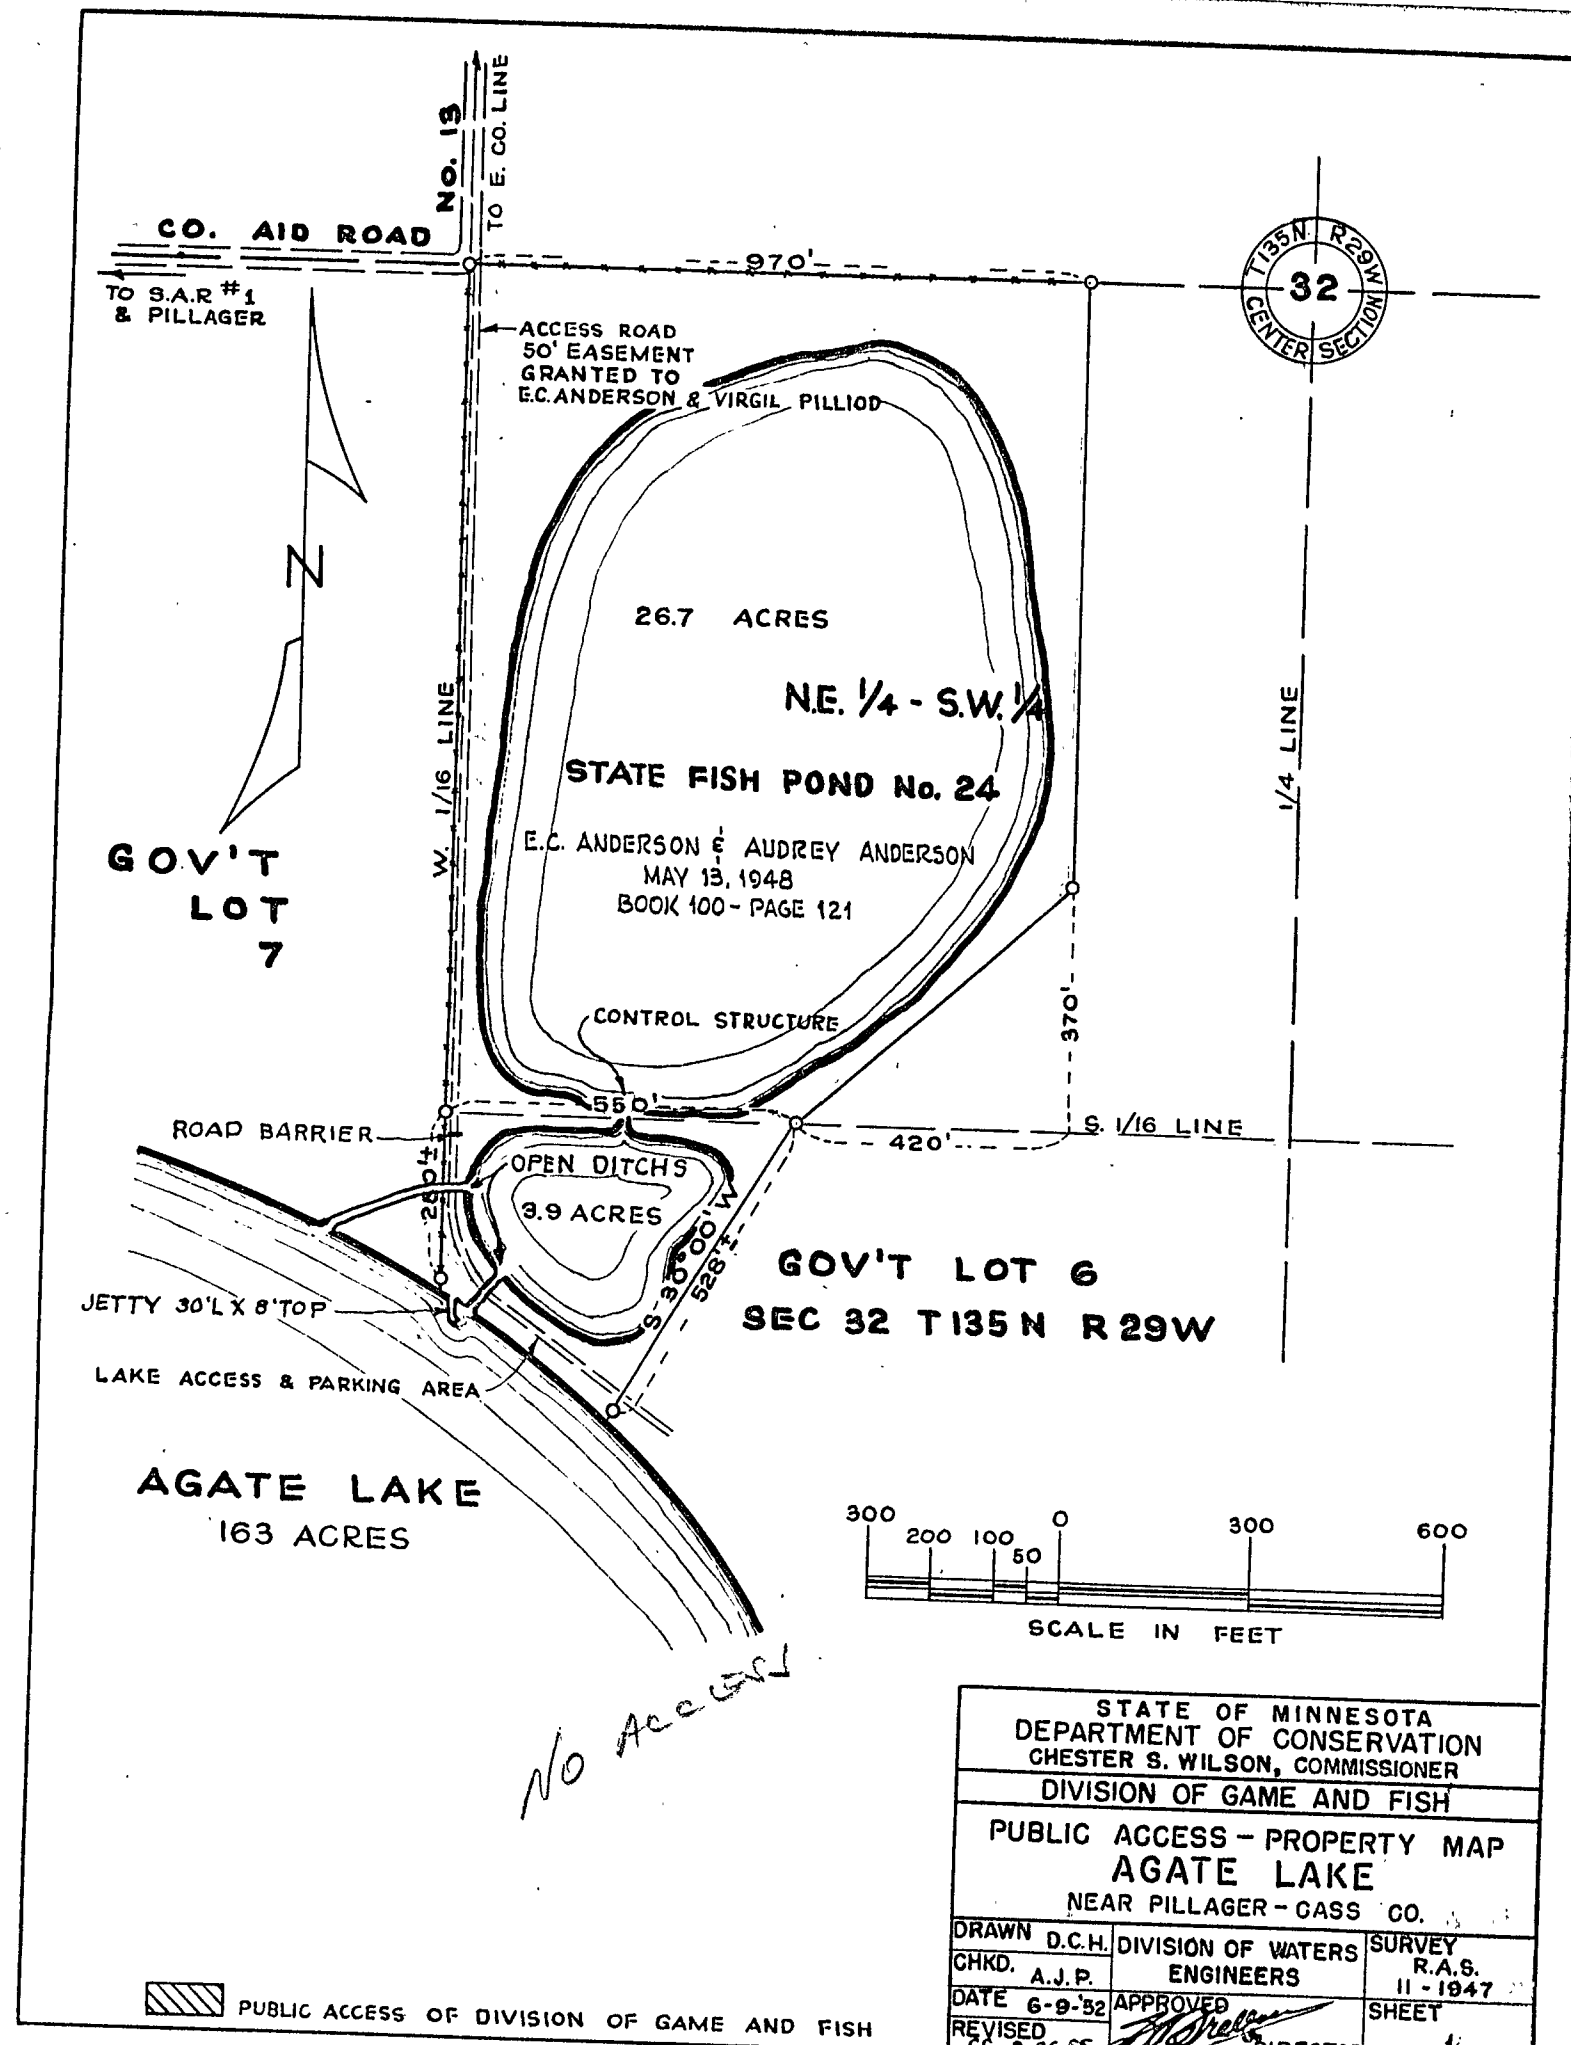 NO. 13
TO E. CO. LINE
CO. AID ROAD
TO S.A.R #1
& PILLAGER
970'
T135N R29W
32
CENTER SECTION
ACCESS ROAD
50' EASEMENT
GRANTED TO
E.C. ANDERSON & VIRGIL PILLIOD
N
26.7 ACRES
N.E. 1/4 - S.W. 1/4
W. 1/16 LINE
1/4 LINE
STATE FISH POND No. 24
E.C. ANDERSON & AUDREY ANDERSON
MAY 13, 1948
BOOK 100 - PAGE 121
GOV'T
LOT
7
CONTROL STRUCTURE
370'
550'
ROAD BARRIER
420'
S. 1/16 LINE
OPEN DITCHS
280'±
3.9 ACRES
S 30°00' W
528'±
GOV'T LOT 6
SEC 32 T135N R29W
JETTY 30'L X 8'TOP
LAKE ACCESS & PARKING AREA
AGATE LAKE
163 ACRES
300 200 100 50 0 300 600
SCALE IN FEET
NO ACCESS
STATE OF MINNESOTA
DEPARTMENT OF CONSERVATION
CHESTER S. WILSON, COMMISSIONER
DIVISION OF GAME AND FISH
PUBLIC ACCESS - PROPERTY MAP
AGATE LAKE
NEAR PILLAGER - CASS CO.
DRAWN D.C.H.
CHKD. A.J.P.
DATE 6-9-'52
REVISED
DIVISION OF WATERS
ENGINEERS
APPROVED
SURVEY
R.A.S.
11 - 1947
SHEET
PUBLIC ACCESS OF DIVISION OF GAME AND FISH